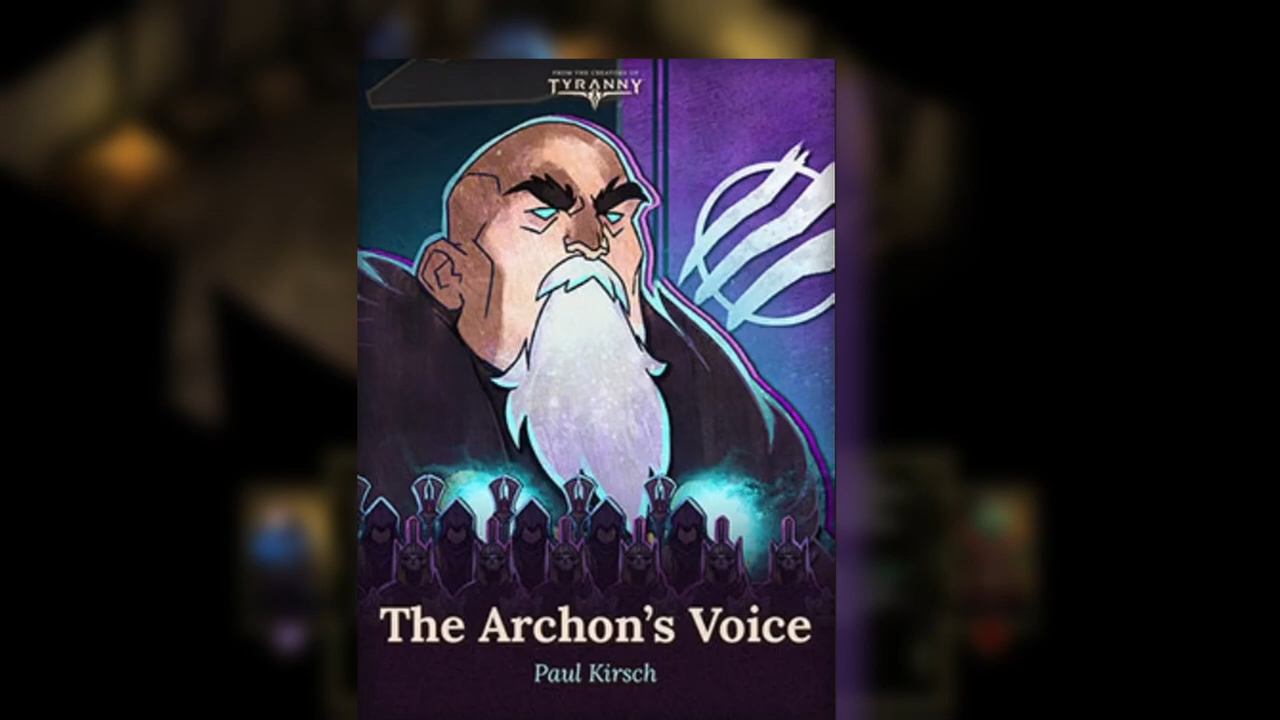 FROM THE CREATORS OF
TYRANNY
The Archon's Voice
Paul Kirsch